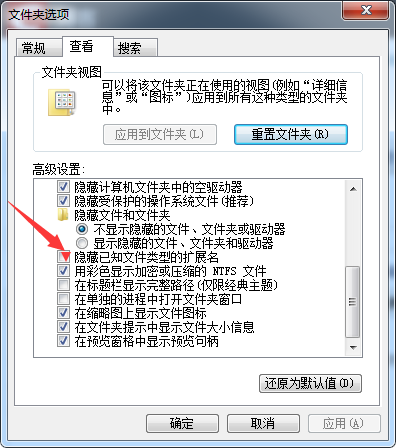 文件夹选项
常规
查看
搜索
文件夹视图
可以将该文件夹正在使用的视图(例如“详细信
息”或“图标”)应用到所有这种类型的文件夹
中。
应用到文件夹(L)
重置文件夹(R)
高级设置:
隐藏计算机文件夹中的空驱动器
隐藏受保护的操作系统文件(推荐)
隐藏文件和文件夹
不显示隐藏的文件、文件夹或驱动器
显示隐藏的文件、文件夹和驱动器
隐藏已知文件类型的扩展名
用彩色显示加密或压缩的 NTFS 文件
在标题栏显示完整路径(仅限经典主题)
在单独的进程中打开文件夹窗口
在缩略图上显示文件图标
在文件夹提示中显示文件大小信息
在预览窗格中显示预览句柄
还原为默认值(D)
确定
取消
应用(A)